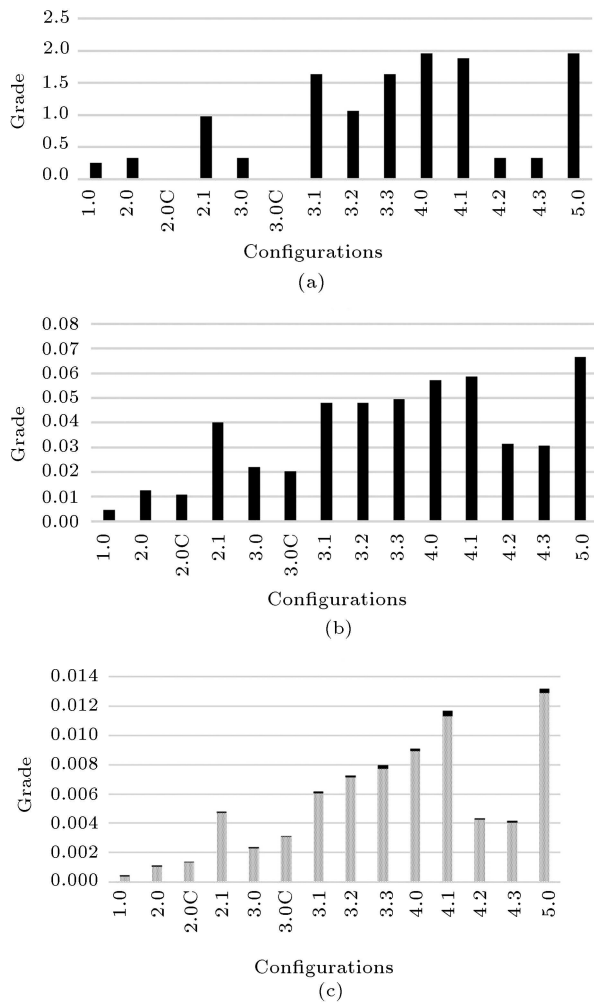 2.5
2.0
1.5
1.0
0.5
0.0
Grade
1.0 2.0 2.0C 2.1 3.0 3.0C 3.1 3.2 3.3 4.0 4.1 4.2 4.3 5.0
Configurations
(a)
0.08
0.07
0.06
0.05
0.04
0.03
0.02
0.01
0.00
Grade
1.0 2.0 2.0C 2.1 3.0 3.0C 3.1 3.2 3.3 4.0 4.1 4.2 4.3 5.0
Configurations
(b)
0.014
0.012
0.010
0.008
0.006
0.004
0.002
0.000
Grade
1.0 2.0 2.0C 2.1 3.0 3.0C 3.1 3.2 3.3 4.0 4.1 4.2 4.3 5.0
Configurations
(c)